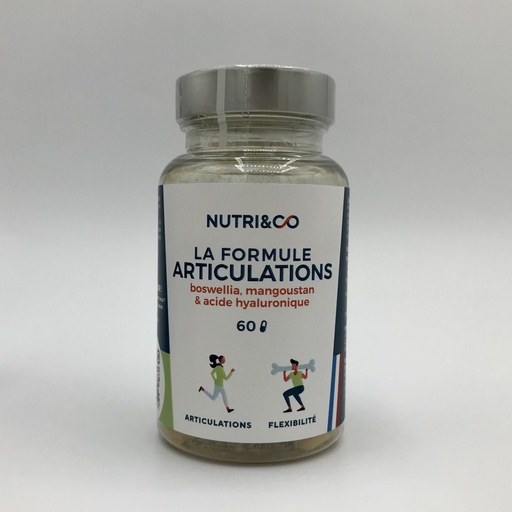 NUTRI&CO
LA FORMULE
ARTICULATIONS
boswellia, mangoustan
& acide hyaluronique
60
ARTICULATIONS
FLEXIBILITÉ